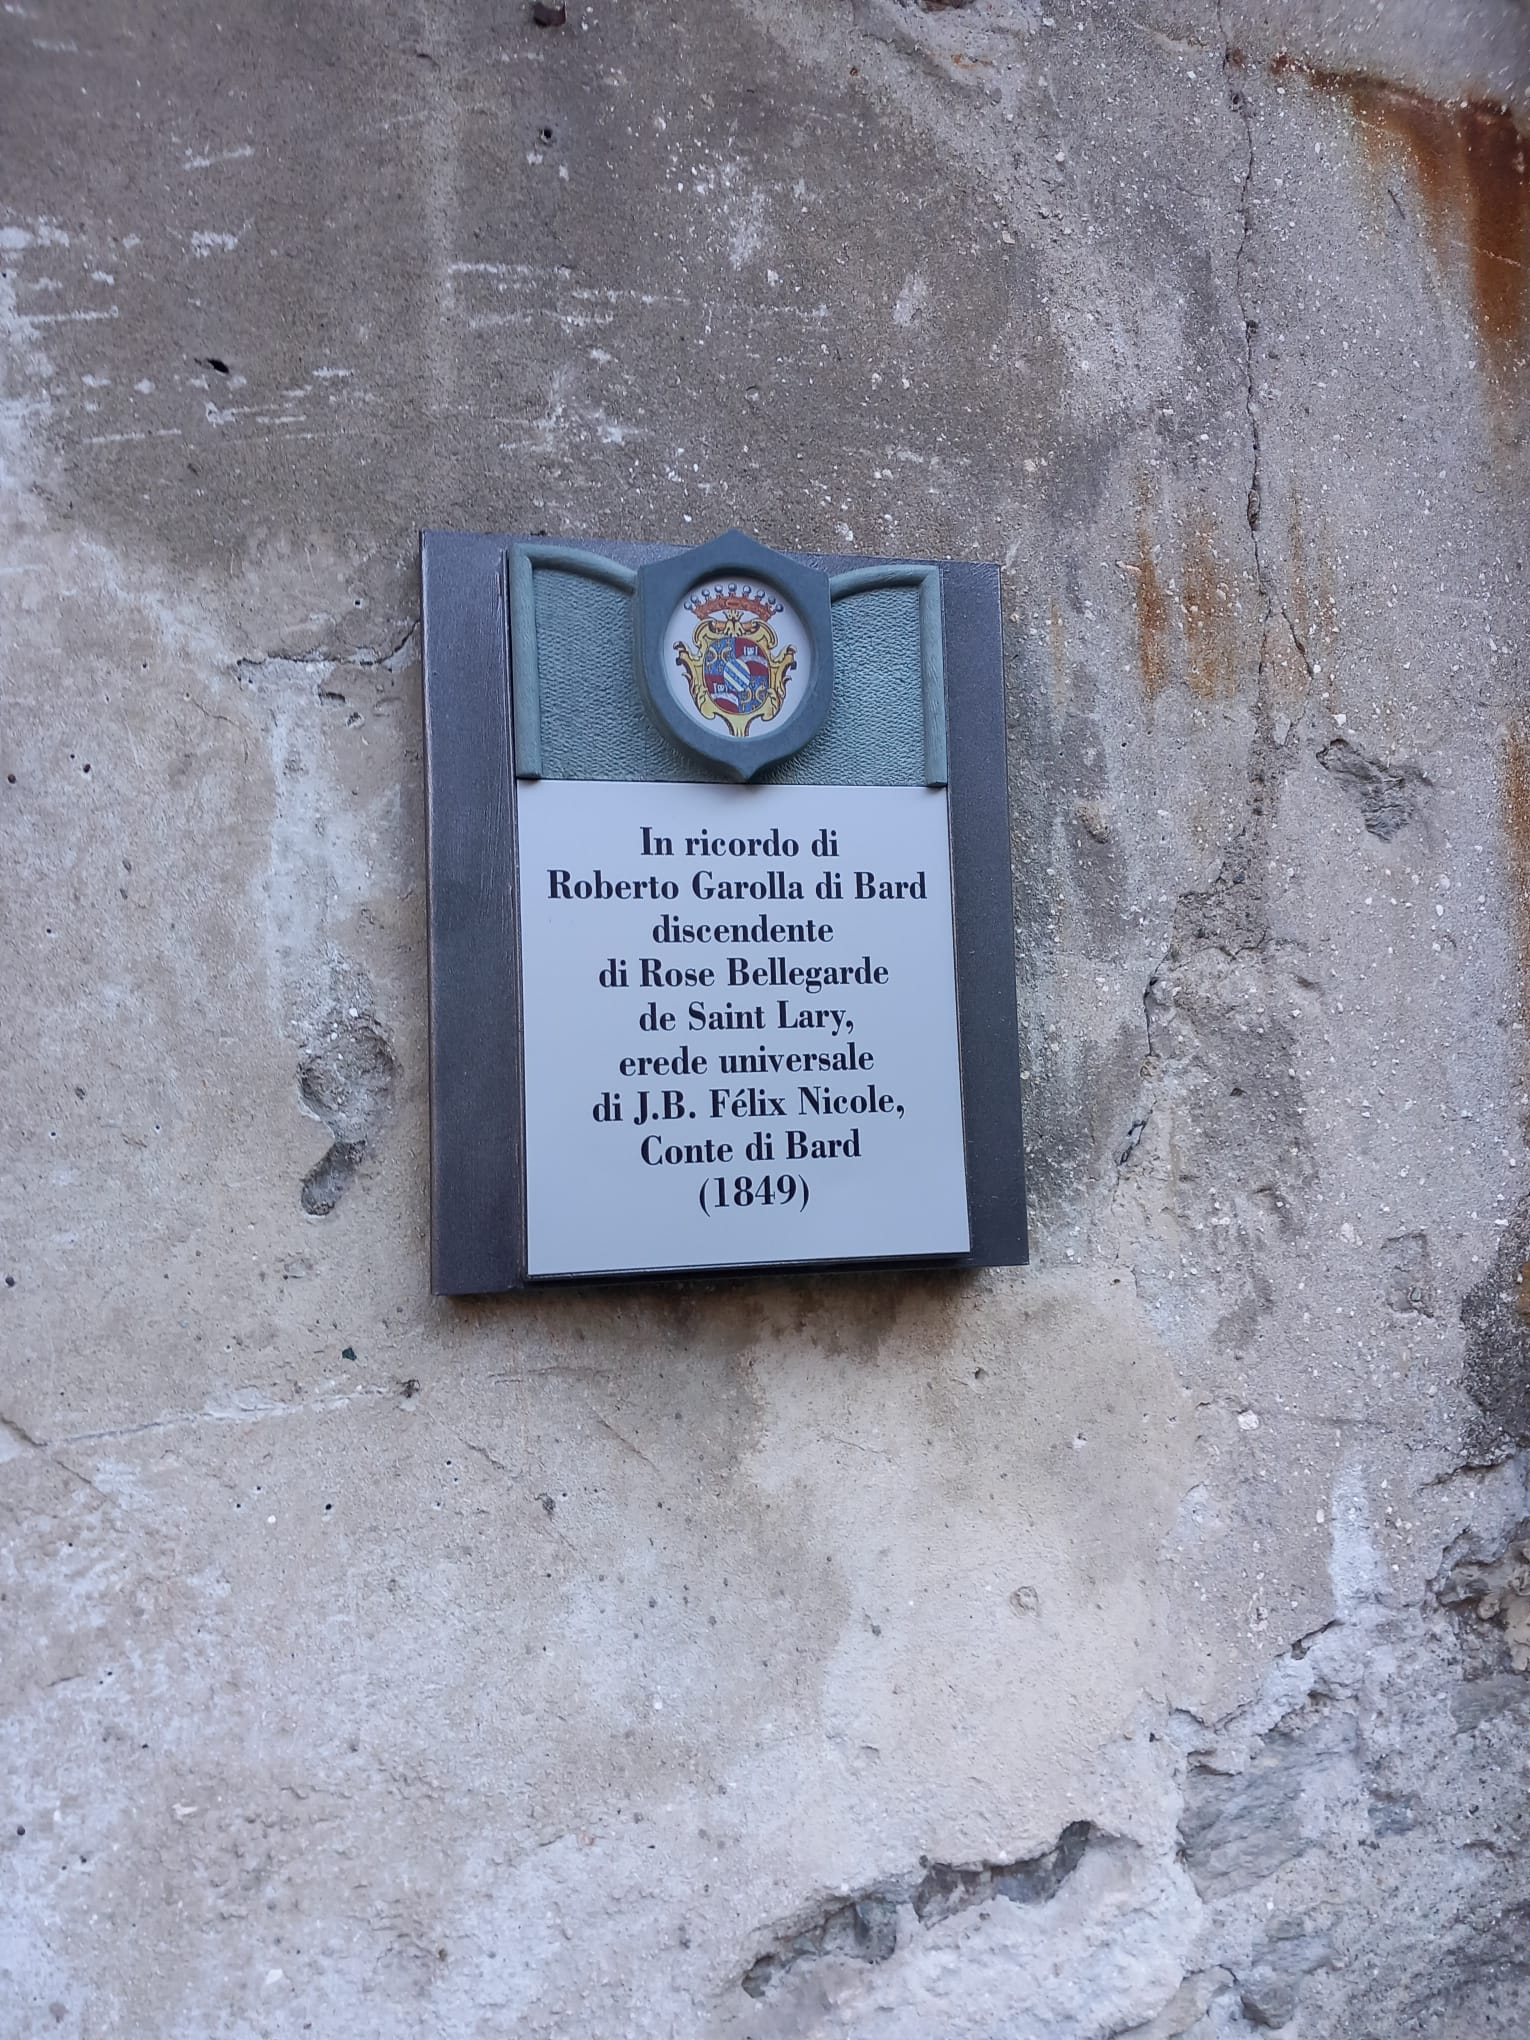 In ricordo di
Roberto Garolla di Bard
discendente
di Rose Bellegarde
de Saint Lary,
erede universale
di J.B. Félix Nicole,
Conte di Bard
(1849)